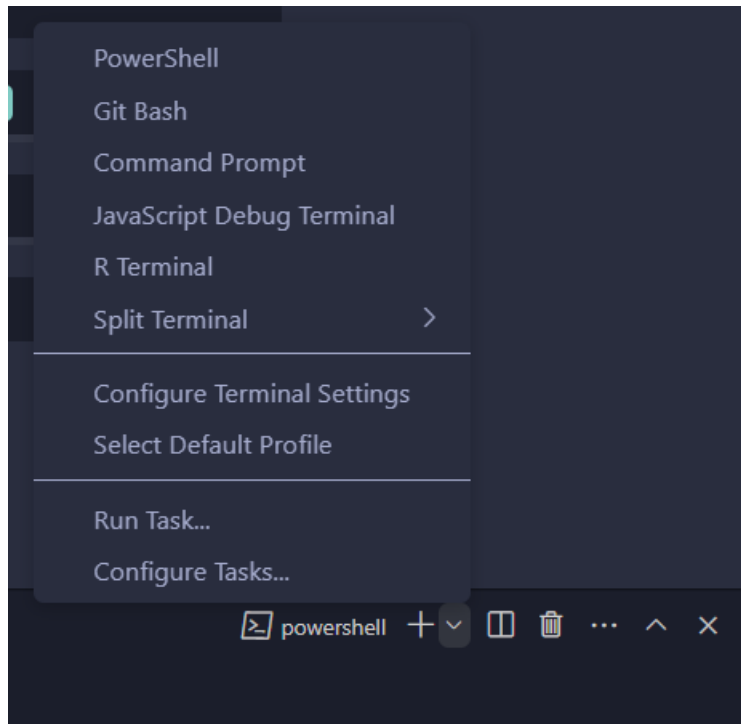 PowerShell
Git Bash
Command Prompt
JavaScript Debug Terminal
R Terminal
Split Terminal
Configure Terminal Settings
Select Default Profile
Run Task...
Configure Tasks...
powershell